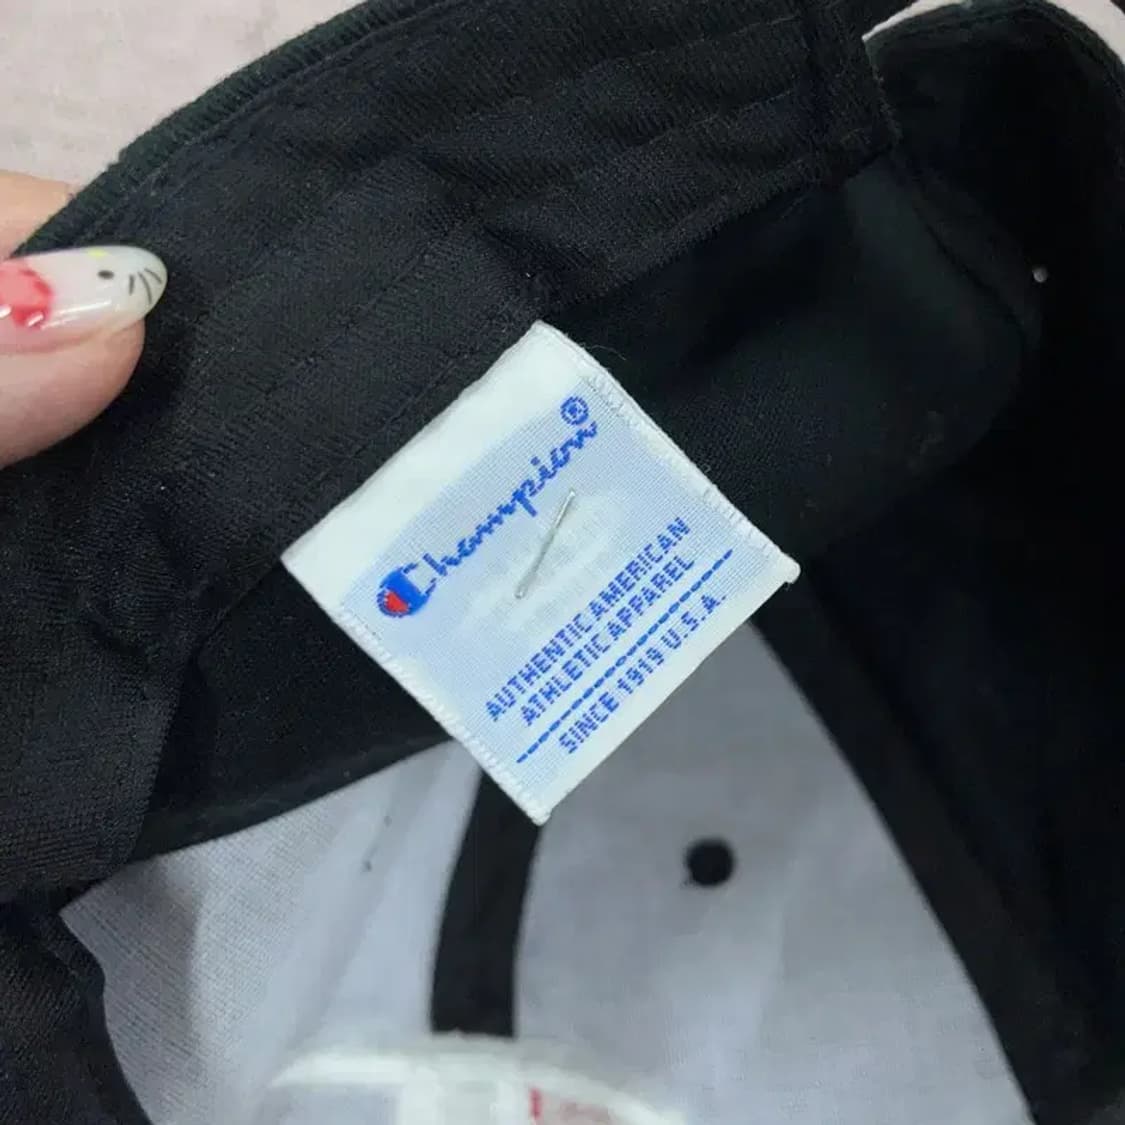 Champion®
AUTHENTIC AMERICAN
ATHLETIC APPAREL
SINCE 1919 U.S.A.